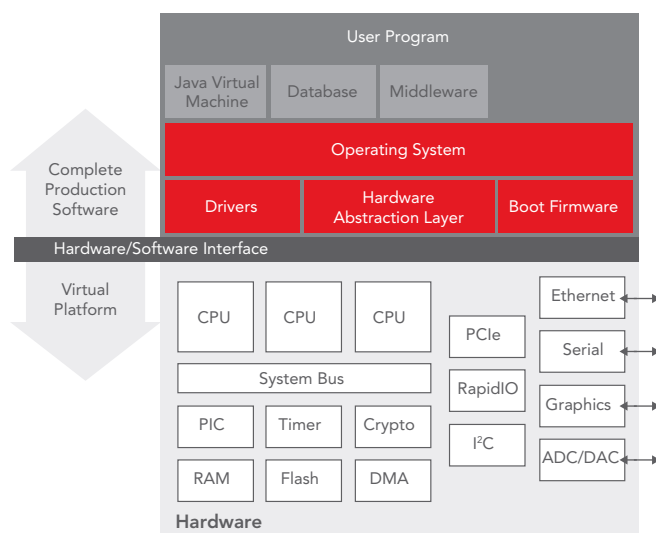 User Program
Java Virtual
Machine
Database
Middleware
Operating System
Complete
Production
Software
Drivers
Hardware
Abstraction Layer
Boot Firmware
Hardware/Software Interface
Virtual
Platform
CPU
CPU
CPU
PCIe
Ethernet
Serial
System Bus
RapidIO
Graphics
PIC
Timer
Crypto
I²C
ADC/DAC
RAM
Flash
DMA
Hardware